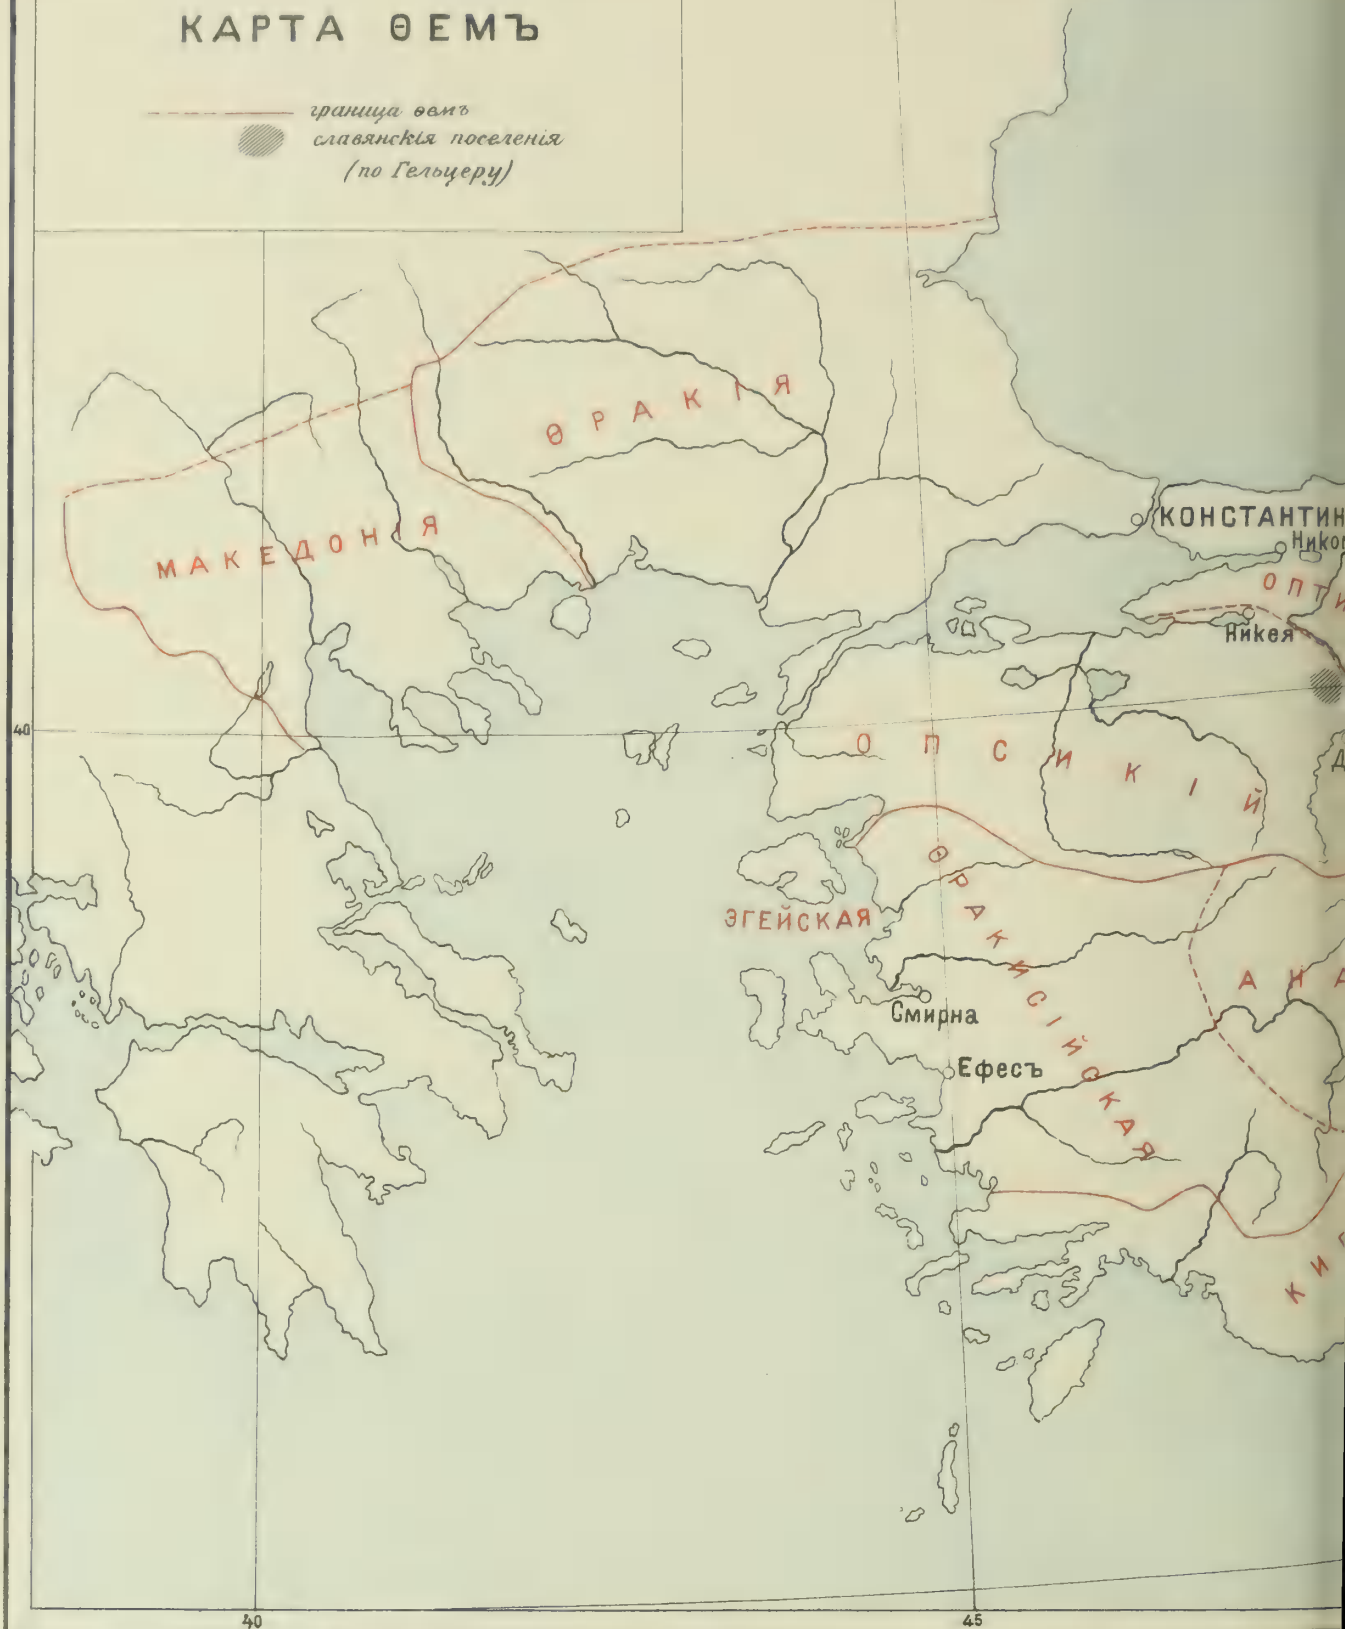 КАРТА ѲЕМЪ
граница ѳемъ
славянскія поселенія
(по Гельцеру)
ѲРАКІЯ
МАКЕДОНІЯ
КОНСТАНТИН
Ником
ОПТИ
Никея
40
ОПСИКІЙ
Д
ѲРАКИСІЙСКАЯ
ЭГЕЙСКАЯ
АНА
Смирна
Ефесъ
КИ
40
45